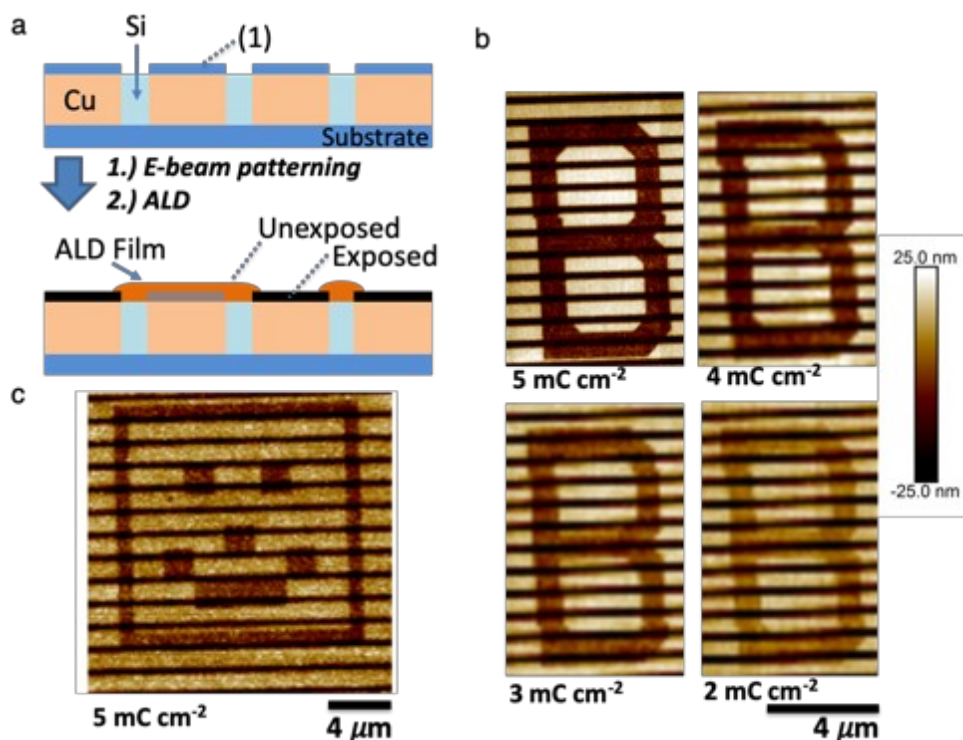 a
Si
(1)
Cu
Substrate
1.) E-beam patterning
2.) ALD
Unexposed
ALD Film
Exposed
b
5 mC cm⁻²
4 mC cm⁻²
25.0 nm
-25.0 nm
3 mC cm⁻²
2 mC cm⁻²
4 μm
c
5 mC cm⁻²
4 μm